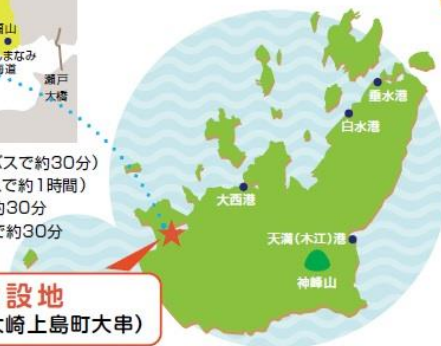 まなみ
海道
瀬戸
大橋
バスで約30分)
で約1時間)
約30分
で約30分
垂水港
白水港
大西港
天満(木江)港
神峰山
設地
大崎上島町大串)